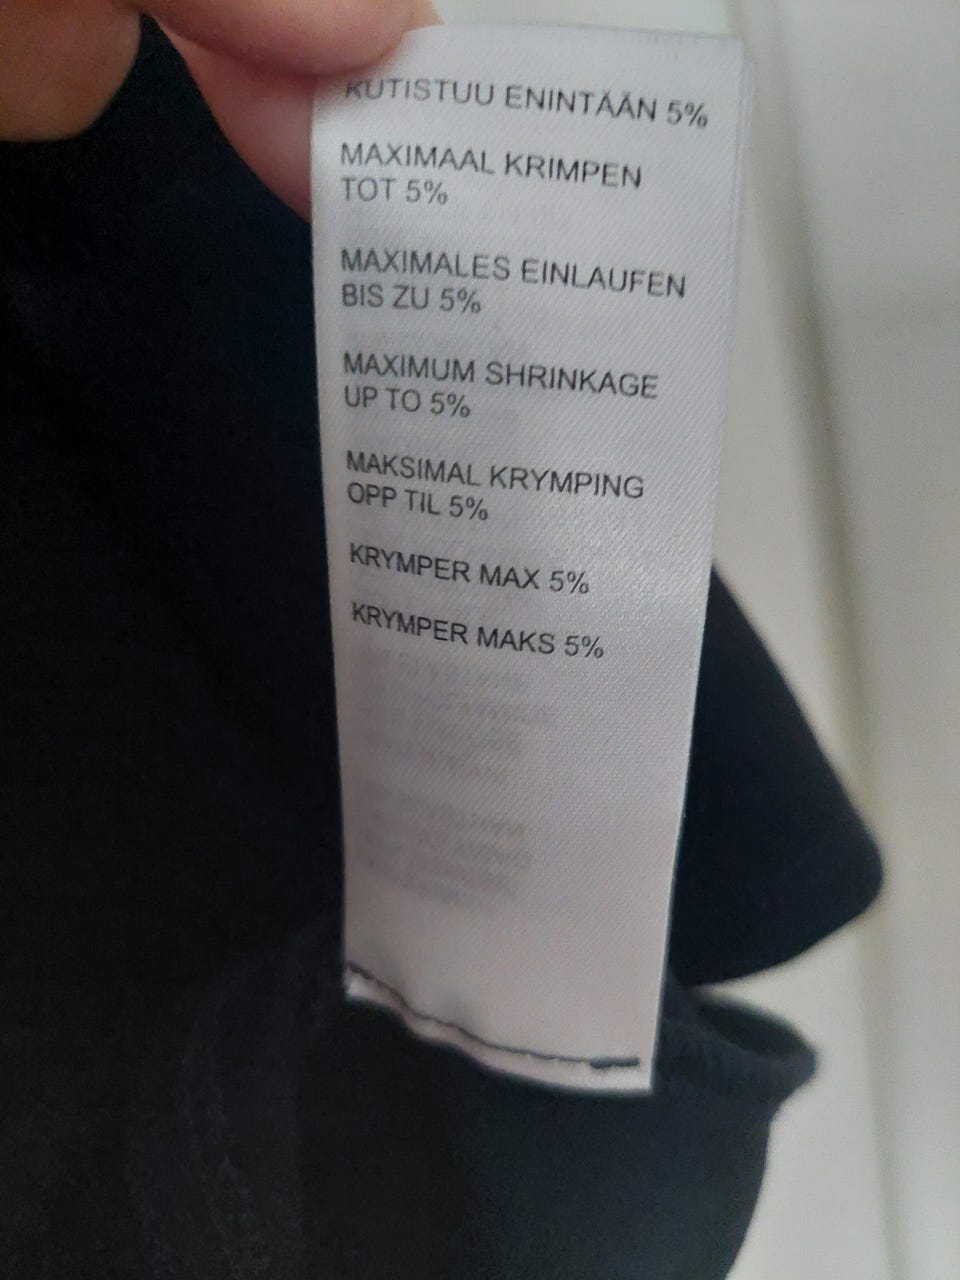 KUTISTUU ENINTÄÄN 5%
MAXIMAAL KRIMPEN
TOT 5%
MAXIMALES EINLAUFEN
BIS ZU 5%
MAXIMUM SHRINKAGE
UP TO 5%
MAKSIMAL KRYMPING
OPP TIL 5%
KRYMPER MAX 5%
KRYMPER MAKS 5%